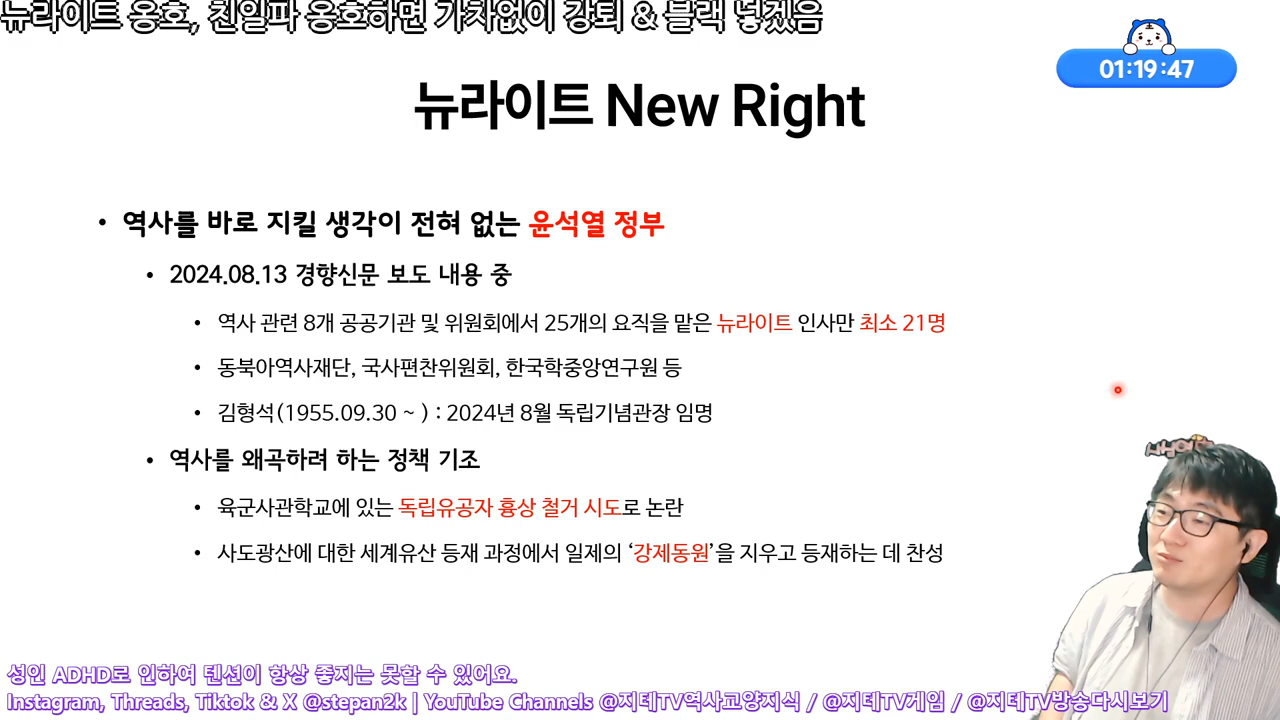 뉴라이트 옹호, 친일파 옹호하면 가차없이 강퇴 & 블랙 넣겠음
01:19:47
뉴라이트 New Right
• 역사를 바로 지킬 생각이 전혀 없는 윤석열 정부
• 2024.08.13 경향신문 보도 내용 중
• 역사 관련 8개 공공기관 및 위원회에서 25개의 요직을 맡은 뉴라이트 인사만 최소 21명
• 동북아역사재단, 국사편찬위원회, 한국학중앙연구원 등
• 김형석(1955.09.30 ~ ) : 2024년 8월 독립기념관장 임명
• 역사를 왜곡하려 하는 정책 기조
• 육군사관학교에 있는 독립유공자 흉상 철거 시도로 논란
• 사도광산에 대한 세계유산 등재 과정에서 일제의 ‘강제동원’을 지우고 등재하는 데 찬성
성인 ADHD로 인하여 텐션이 항상 좋지는 못할 수 있어요.
Instagram, Threads, Tiktok & X @stepan2k | YouTube Channels @지테TV역사교양지식 / @지테TV게임 / @지테TV방송다시보기